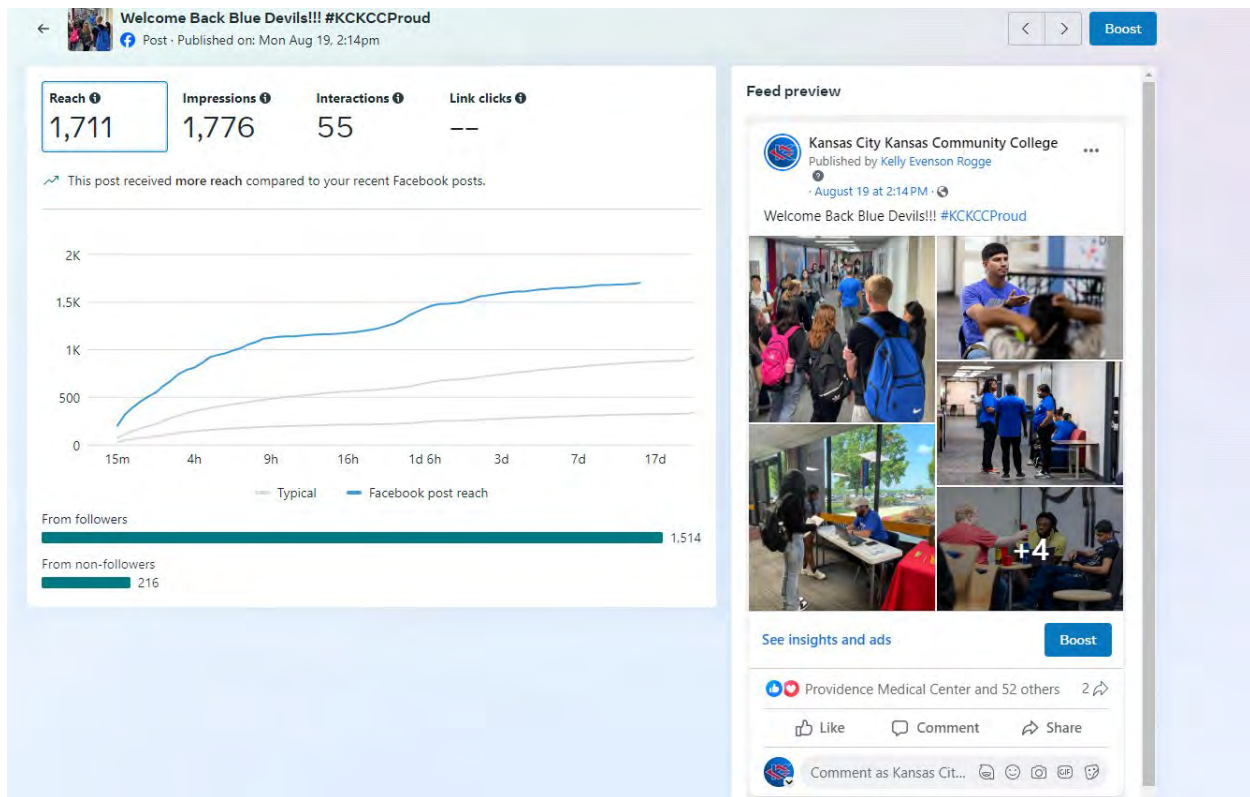 Welcome Back Blue Devils!!! #KCKCCProud
Post · Published on: Mon Aug 19, 2:14pm
Boost
Reach
Impressions
Interactions
Link clicks
1,711
1,776
55
--
This post received more reach compared to your recent Facebook posts.
2K
1.5K
1K
500
0
15m 4h 9h 16h 1d 6h 3d 7d 17d
Typical Facebook post reach
From followers
1,514
From non-followers
216
Feed preview
Kansas City Kansas Community College
Published by Kelly Evenson Rogge
· August 19 at 2:14 PM ·
Welcome Back Blue Devils!!! #KCKCCProud
+4
See insights and ads
Boost
Providence Medical Center and 52 others 2
Like Comment Share
Comment as Kansas Cit... GIF